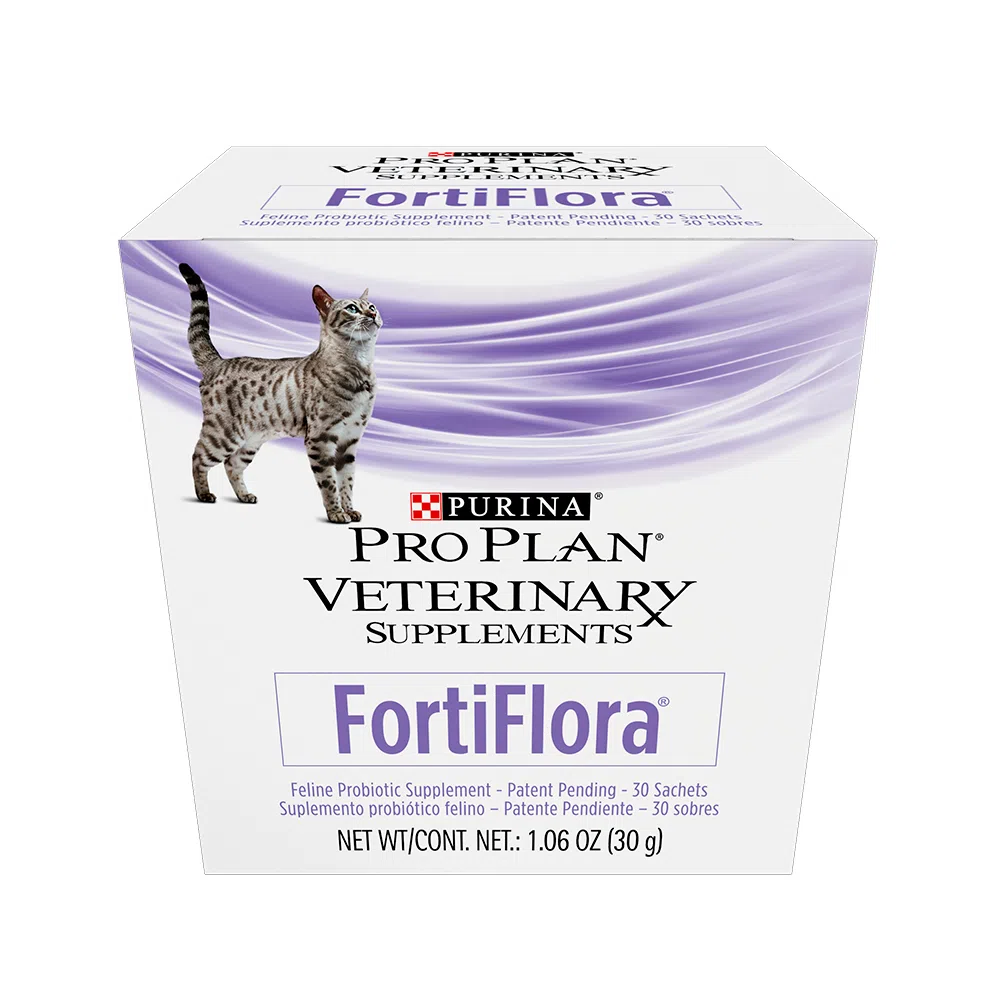 PURINA®
PRO PLAN®
VETERINARY
SUPPLEMENTS
FortiFlora®
Feline Probiotic Supplement - Patent Pending - 30 Sachets
Suplemento probiótico felino – Patente Pendiente – 30 sobres
PURINA®
PRO PLAN®
VETERINARY
SUPPLEMENTS
FortiFlora®
Feline Probiotic Supplement - Patent Pending - 30 Sachets
Suplemento probiótico felino – Patente Pendiente – 30 sobres
NET WT/CONT. NET.: 1.06 OZ (30 g)